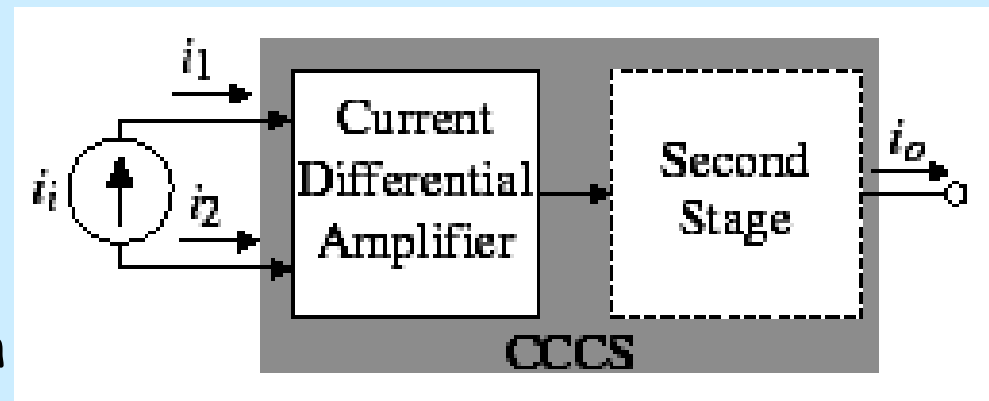 i1
Current
Differential
Amplifier
Second
Stage
io
ii
i2
CCCS